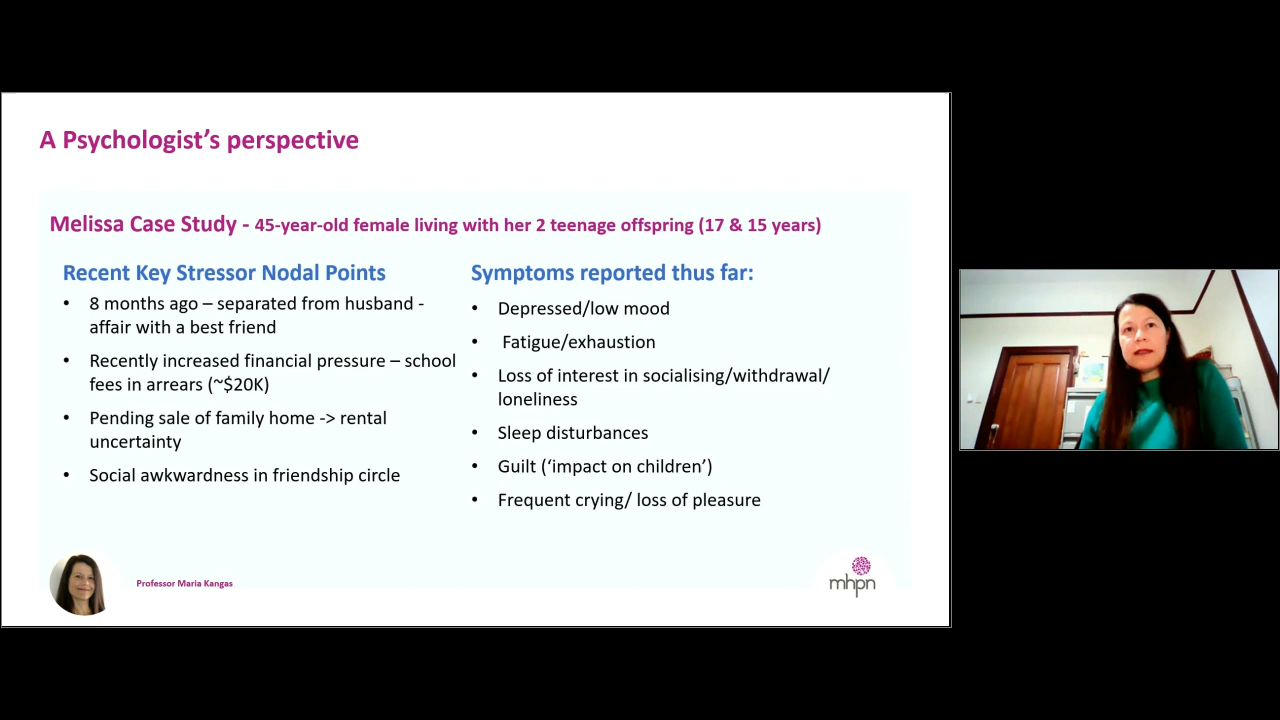 A Psychologist's perspective
Melissa Case Study - 45-year-old female living with her 2 teenage offspring (17 & 15 years)
Recent Key Stressor Nodal Points
• 8 months ago – separated from husband -
affair with a best friend
• Recently increased financial pressure – school
fees in arrears (~$20K)
• Pending sale of family home -> rental
uncertainty
• Social awkwardness in friendship circle
Symptoms reported thus far:
• Depressed/low mood
• Fatigue/exhaustion
• Loss of interest in socialising/withdrawal/
loneliness
• Sleep disturbances
• Guilt ('impact on children')
• Frequent crying/ loss of pleasure
Professor Maria Kangas
mhpn